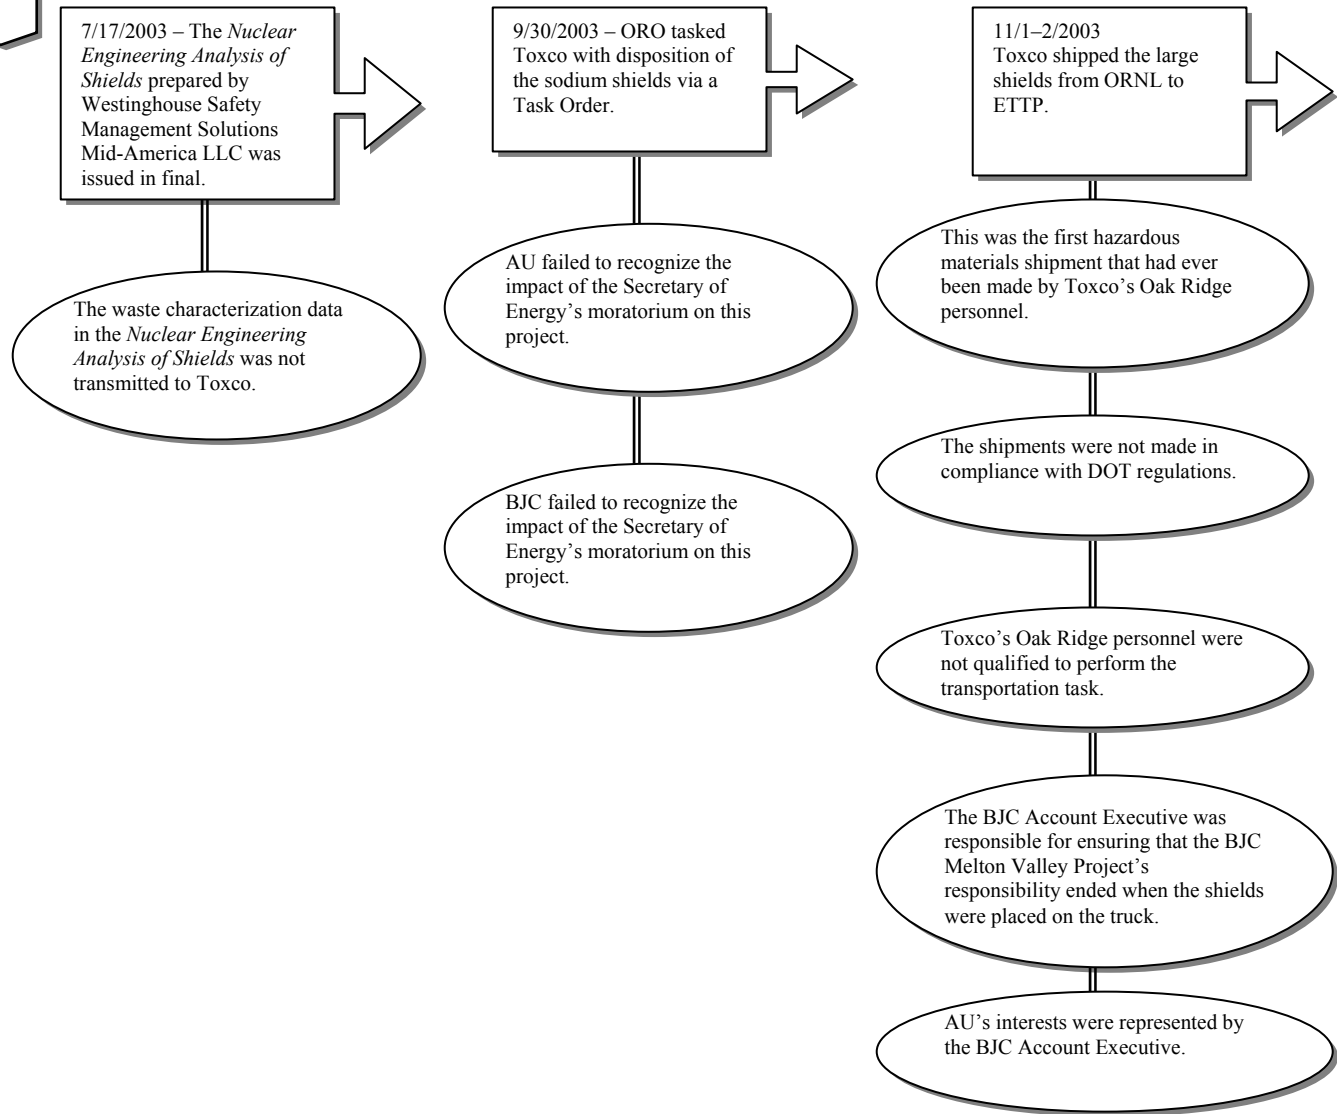 7/17/2003 – The Nuclear
Engineering Analysis of
Shields prepared by
Westinghouse Safety
Management Solutions
Mid-America LLC was
issued in final.
The waste characterization data
in the Nuclear Engineering
Analysis of Shields was not
transmitted to Toxco.
9/30/2003 – ORO tasked
Toxco with disposition of
the sodium shields via a
Task Order.
AU failed to recognize the
impact of the Secretary of
Energy’s moratorium on this
project.
BJC failed to recognize the
impact of the Secretary of
Energy’s moratorium on this
project.
11/1–2/2003
Toxco shipped the large
shields from ORNL to
ETTP.
This was the first hazardous
materials shipment that had ever
been made by Toxco’s Oak Ridge
personnel.
The shipments were not made in
compliance with DOT regulations.
Toxco’s Oak Ridge personnel were
not qualified to perform the
transportation task.
The BJC Account Executive was
responsible for ensuring that the BJC
Melton Valley Project’s
responsibility ended when the shields
were placed on the truck.
AU’s interests were represented by
the BJC Account Executive.